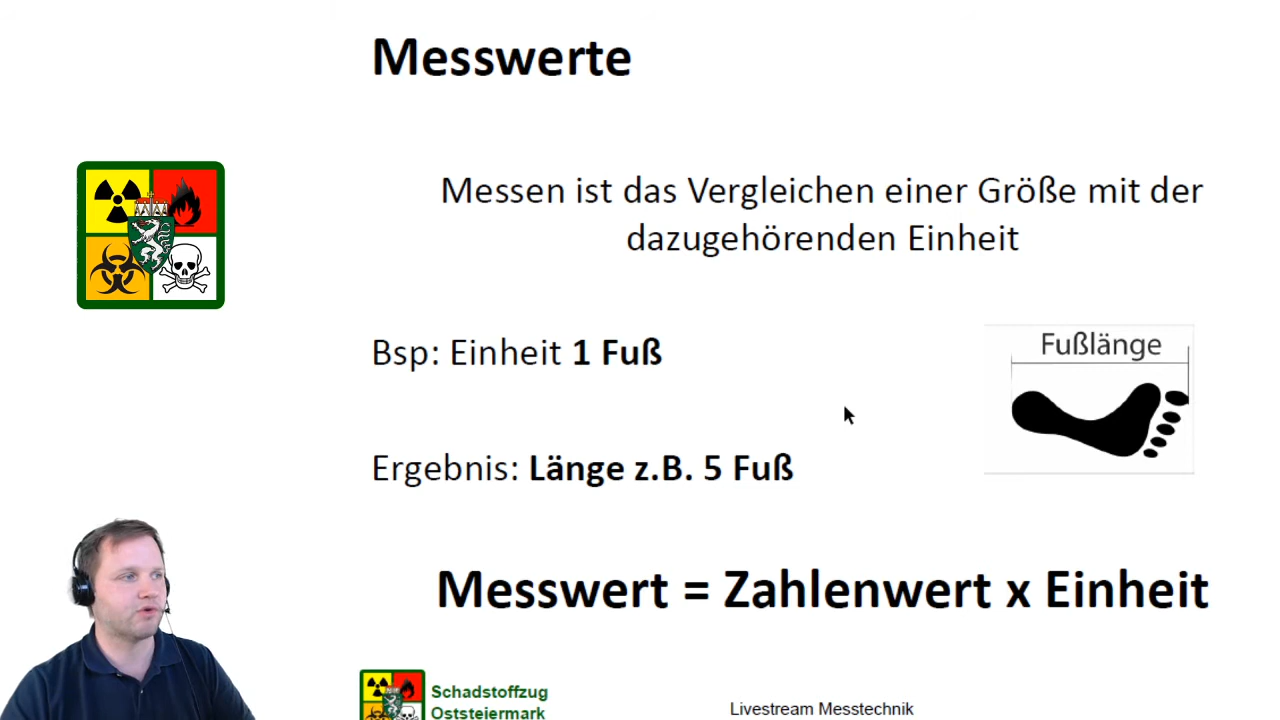 Messwerte
Messen ist das Vergleichen einer Größe mit der
dazugehörenden Einheit
Bsp: Einheit 1 Fuß
Fußlänge
Ergebnis: Länge z.B. 5 Fuß
Messwert = Zahlenwert x Einheit
Schadstoffzug
Oststeiermark
Livestream Messtechnik